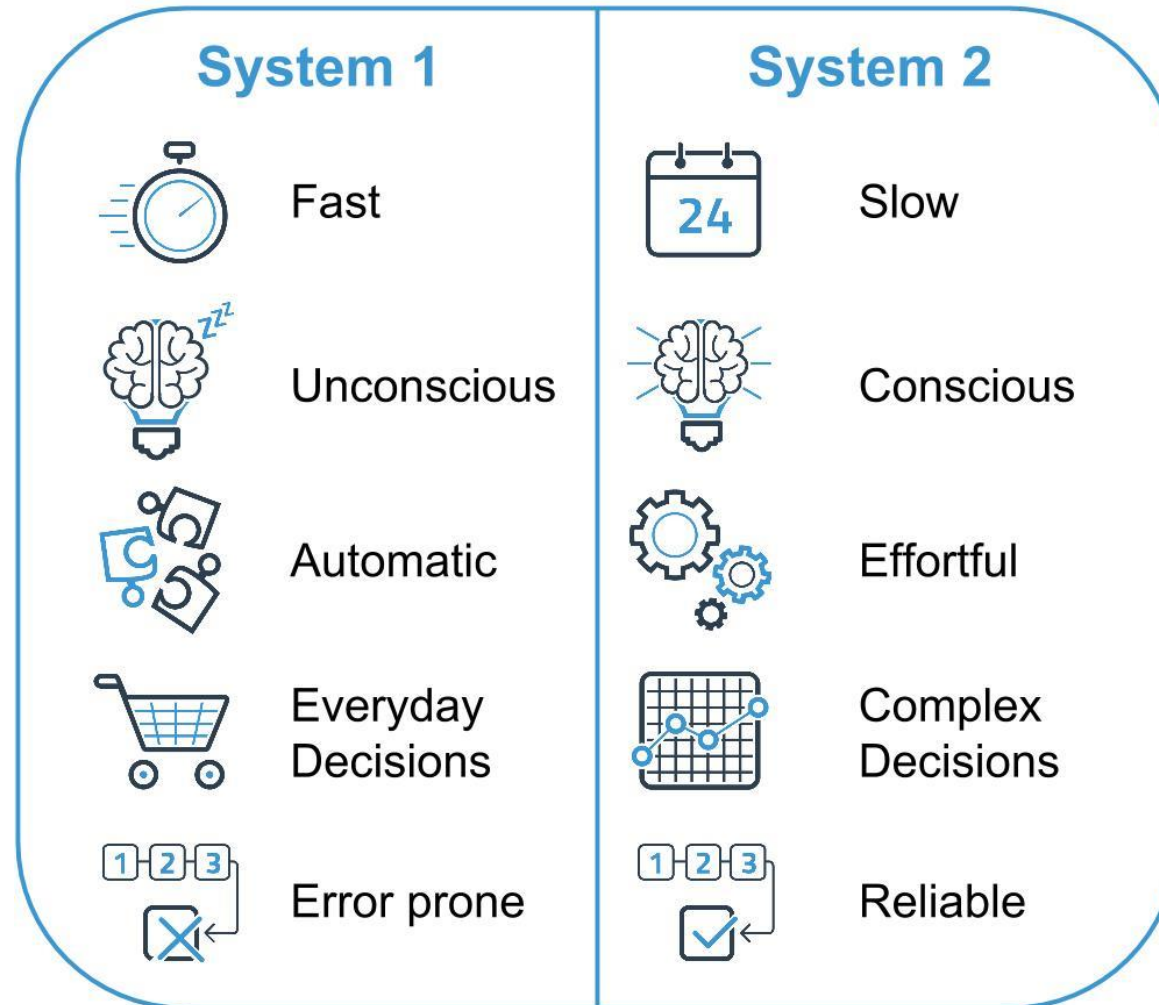 System 1
Fast
zzz
Unconscious
Automatic
Everyday
Decisions
1 2 3
Error prone
System 2
24
Slow
Conscious
Effortful
Complex
Decisions
1 2 3
Reliable